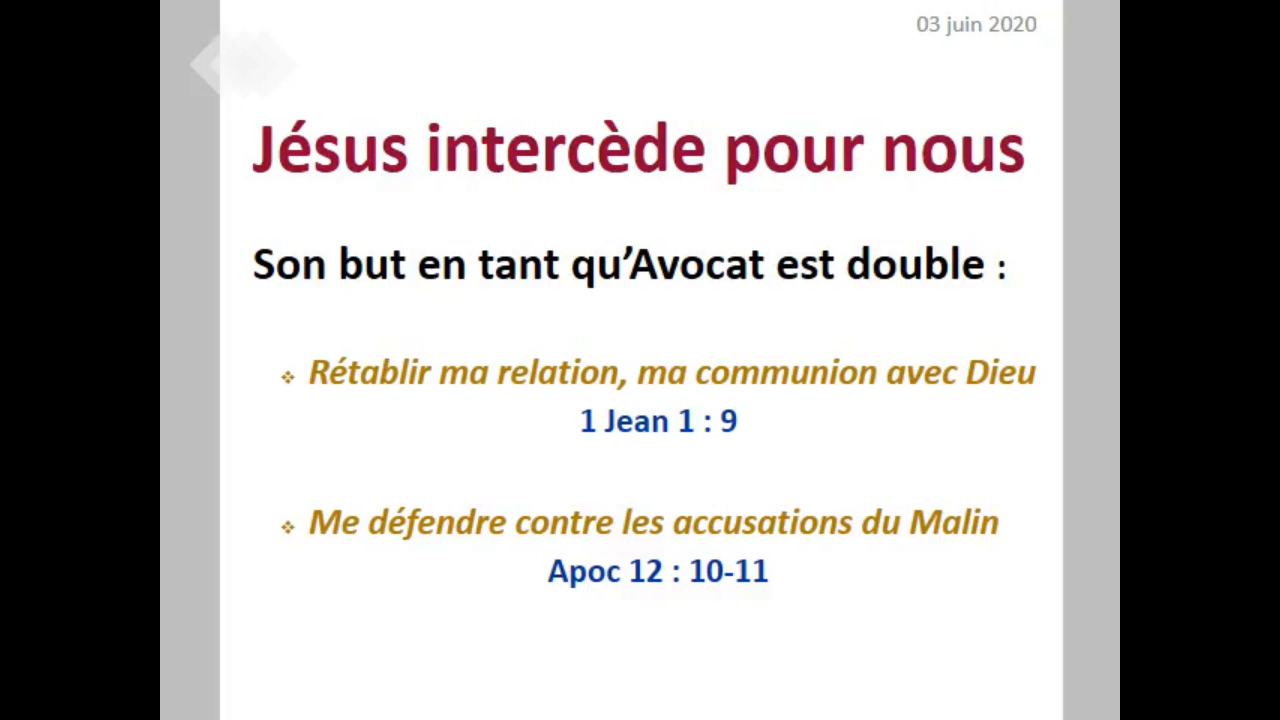 03 juin 2020
Jésus intercède pour nous
Son but en tant qu’Avocat est double :
❖ Rétablir ma relation, ma communion avec Dieu
1 Jean 1 : 9
❖ Me défendre contre les accusations du Malin
Apoc 12 : 10-11